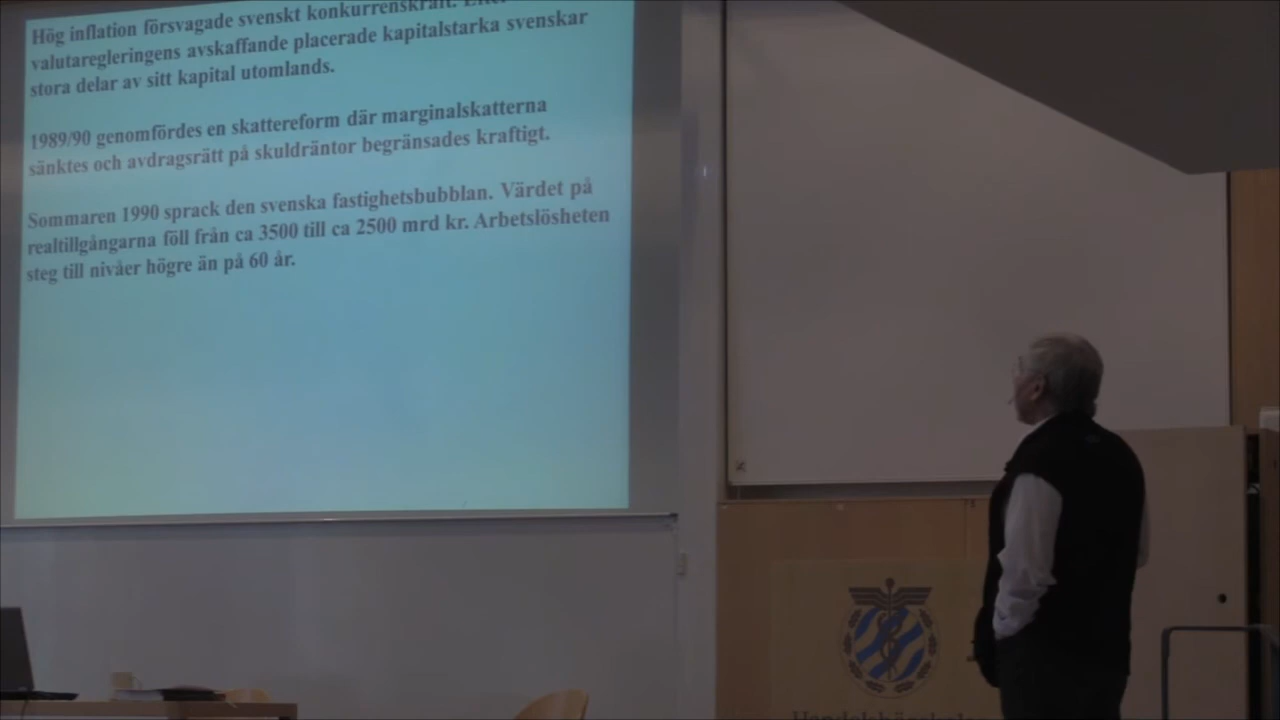 Hög inflation försvagade svenskt konkurrenskraft. Efter
valutaregleringens avskaffande placerade kapitalstarka svenskar
stora delar av sitt kapital utomlands.
1989/90 genomfördes en skattereform där marginalskatterna
sänktes och avdragsrätt på skuldräntor begränsades kraftigt.
Sommaren 1990 sprack den svenska fastighetsbubblan. Värdet på
realtillgångarna föll från ca 3500 till ca 2500 mrd kr. Arbetslösheten
steg till nivåer högre än på 60 år.
Handelshögskolan